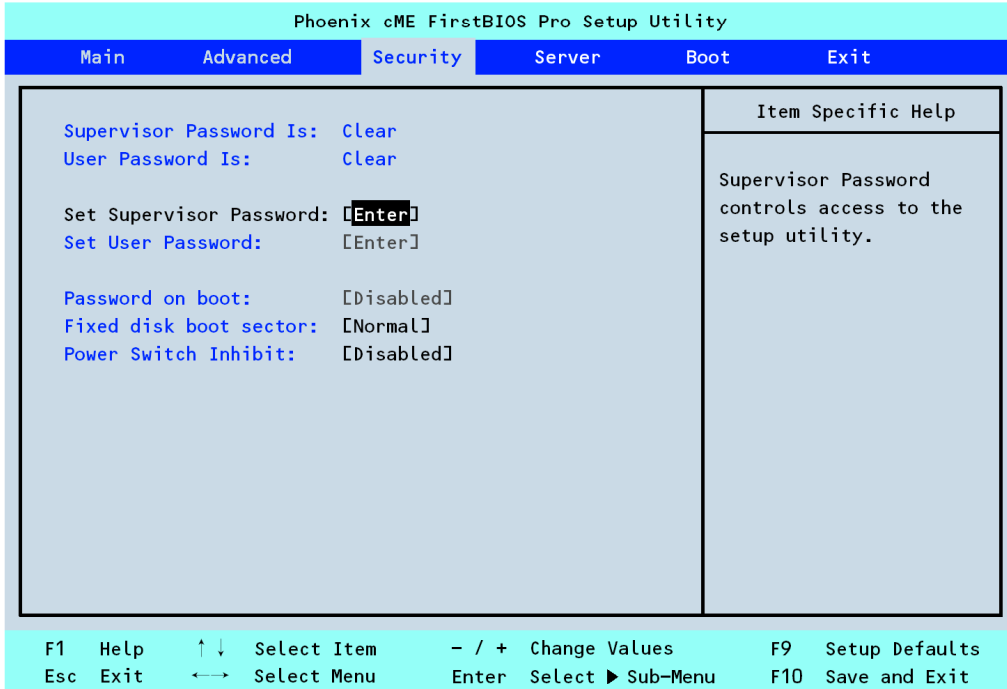 Phoenix cME FirstBIOS Pro Setup Utility
Main Advanced Security Server Boot Exit
Supervisor Password Is: Clear
User Password Is: Clear
Set Supervisor Password: [Enter]
Set User Password: [Enter]
Password on boot: [Disabled]
Fixed disk boot sector: [Normal]
Power Switch Inhibit: [Disabled]
Item Specific Help
Supervisor Password
controls access to the
setup utility.
F1 Help ↑↓ Select Item - / + Change Values F9 Setup Defaults
Esc Exit ←→ Select Menu Enter Select ▶ Sub-Menu F10 Save and Exit